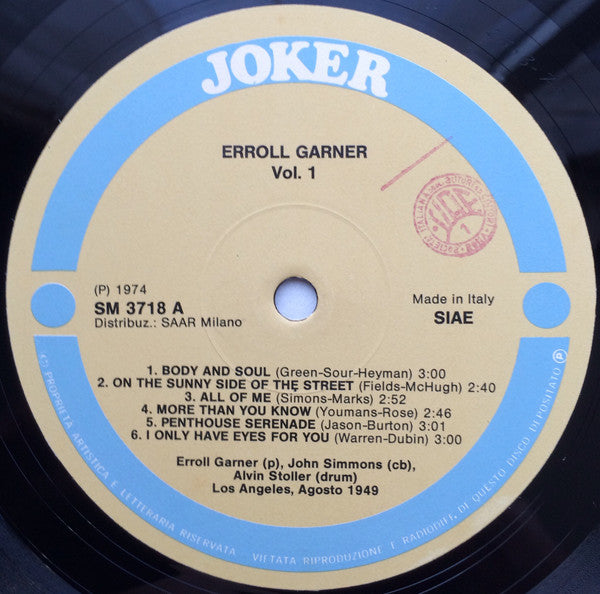 JOKER
ERROLL GARNER
Vol. 1
(P) 1974
SM 3718 A
Distribuz.: SAAR Milano
Made in Italy
SIAE
1. BODY AND SOUL (Green-Sour-Heyman) 3:00
2. ON THE SUNNY SIDE OF THE STREET (Fields-McHugh) 2:40
3. ALL OF ME (Simons-Marks) 2:52
4. MORE THAN YOU KNOW (Youmans-Rose) 2:46
5. PENTHOUSE SERENADE (Jason-Burton) 3:01
6. I ONLY HAVE EYES FOR YOU (Warren-Dubin) 3:00
Erroll Garner (p), John Simmons (cb),
Alvin Stoller (drum)
Los Angeles, Agosto 1949
PROPRIETA ARTISTICA E LETTERARIA RISERVATA VIETATA RIPRODUZIONE E RADIODIFF. DI QUESTO DISCO DEPOSITATO (P)